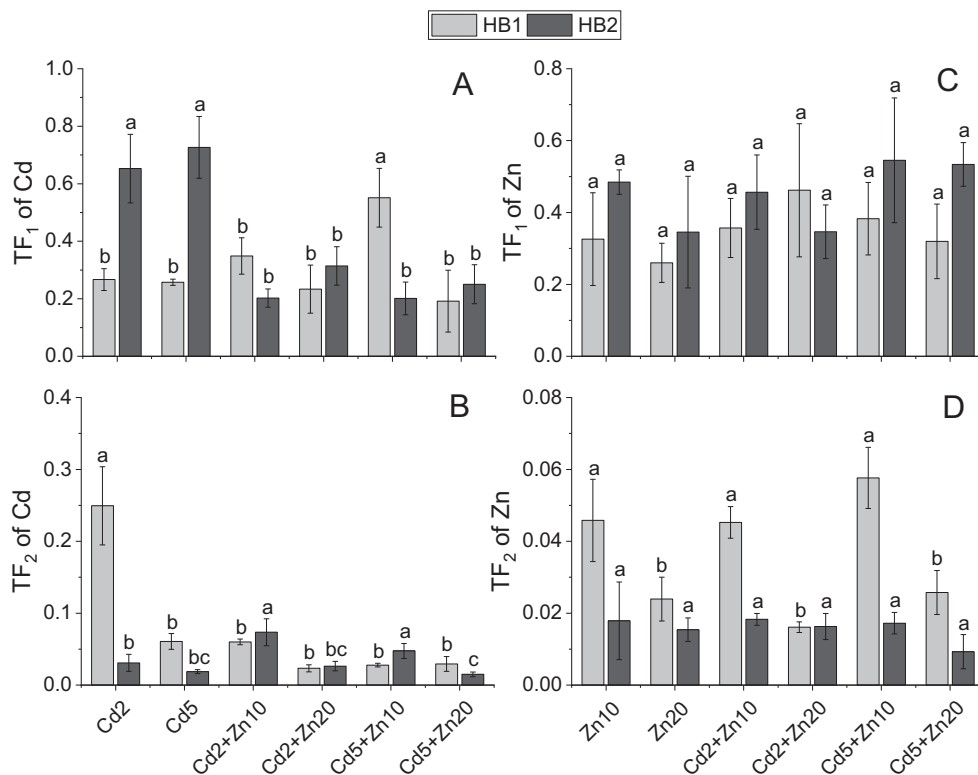 HB1 HB2
A
TF1 of Cd
1.0
0.8
0.6
0.4
0.2
0.0
b a b a b b b b a b b b
C
TF1 of Zn
0.8
0.6
0.4
0.2
0.0
a a a a a a a a a a a a
B
TF2 of Cd
0.4
0.3
0.2
0.1
0.0
a b b bc b a b bc b a b c
Cd2
Cd5
Cd2+Zn10
Cd2+Zn20
Cd5+Zn10
Cd5+Zn20
D
TF2 of Zn
0.08
0.06
0.04
0.02
0.00
a a b a a a b a a a b a
Zn10
Zn20
Cd2+Zn10
Cd2+Zn20
Cd5+Zn10
Cd5+Zn20